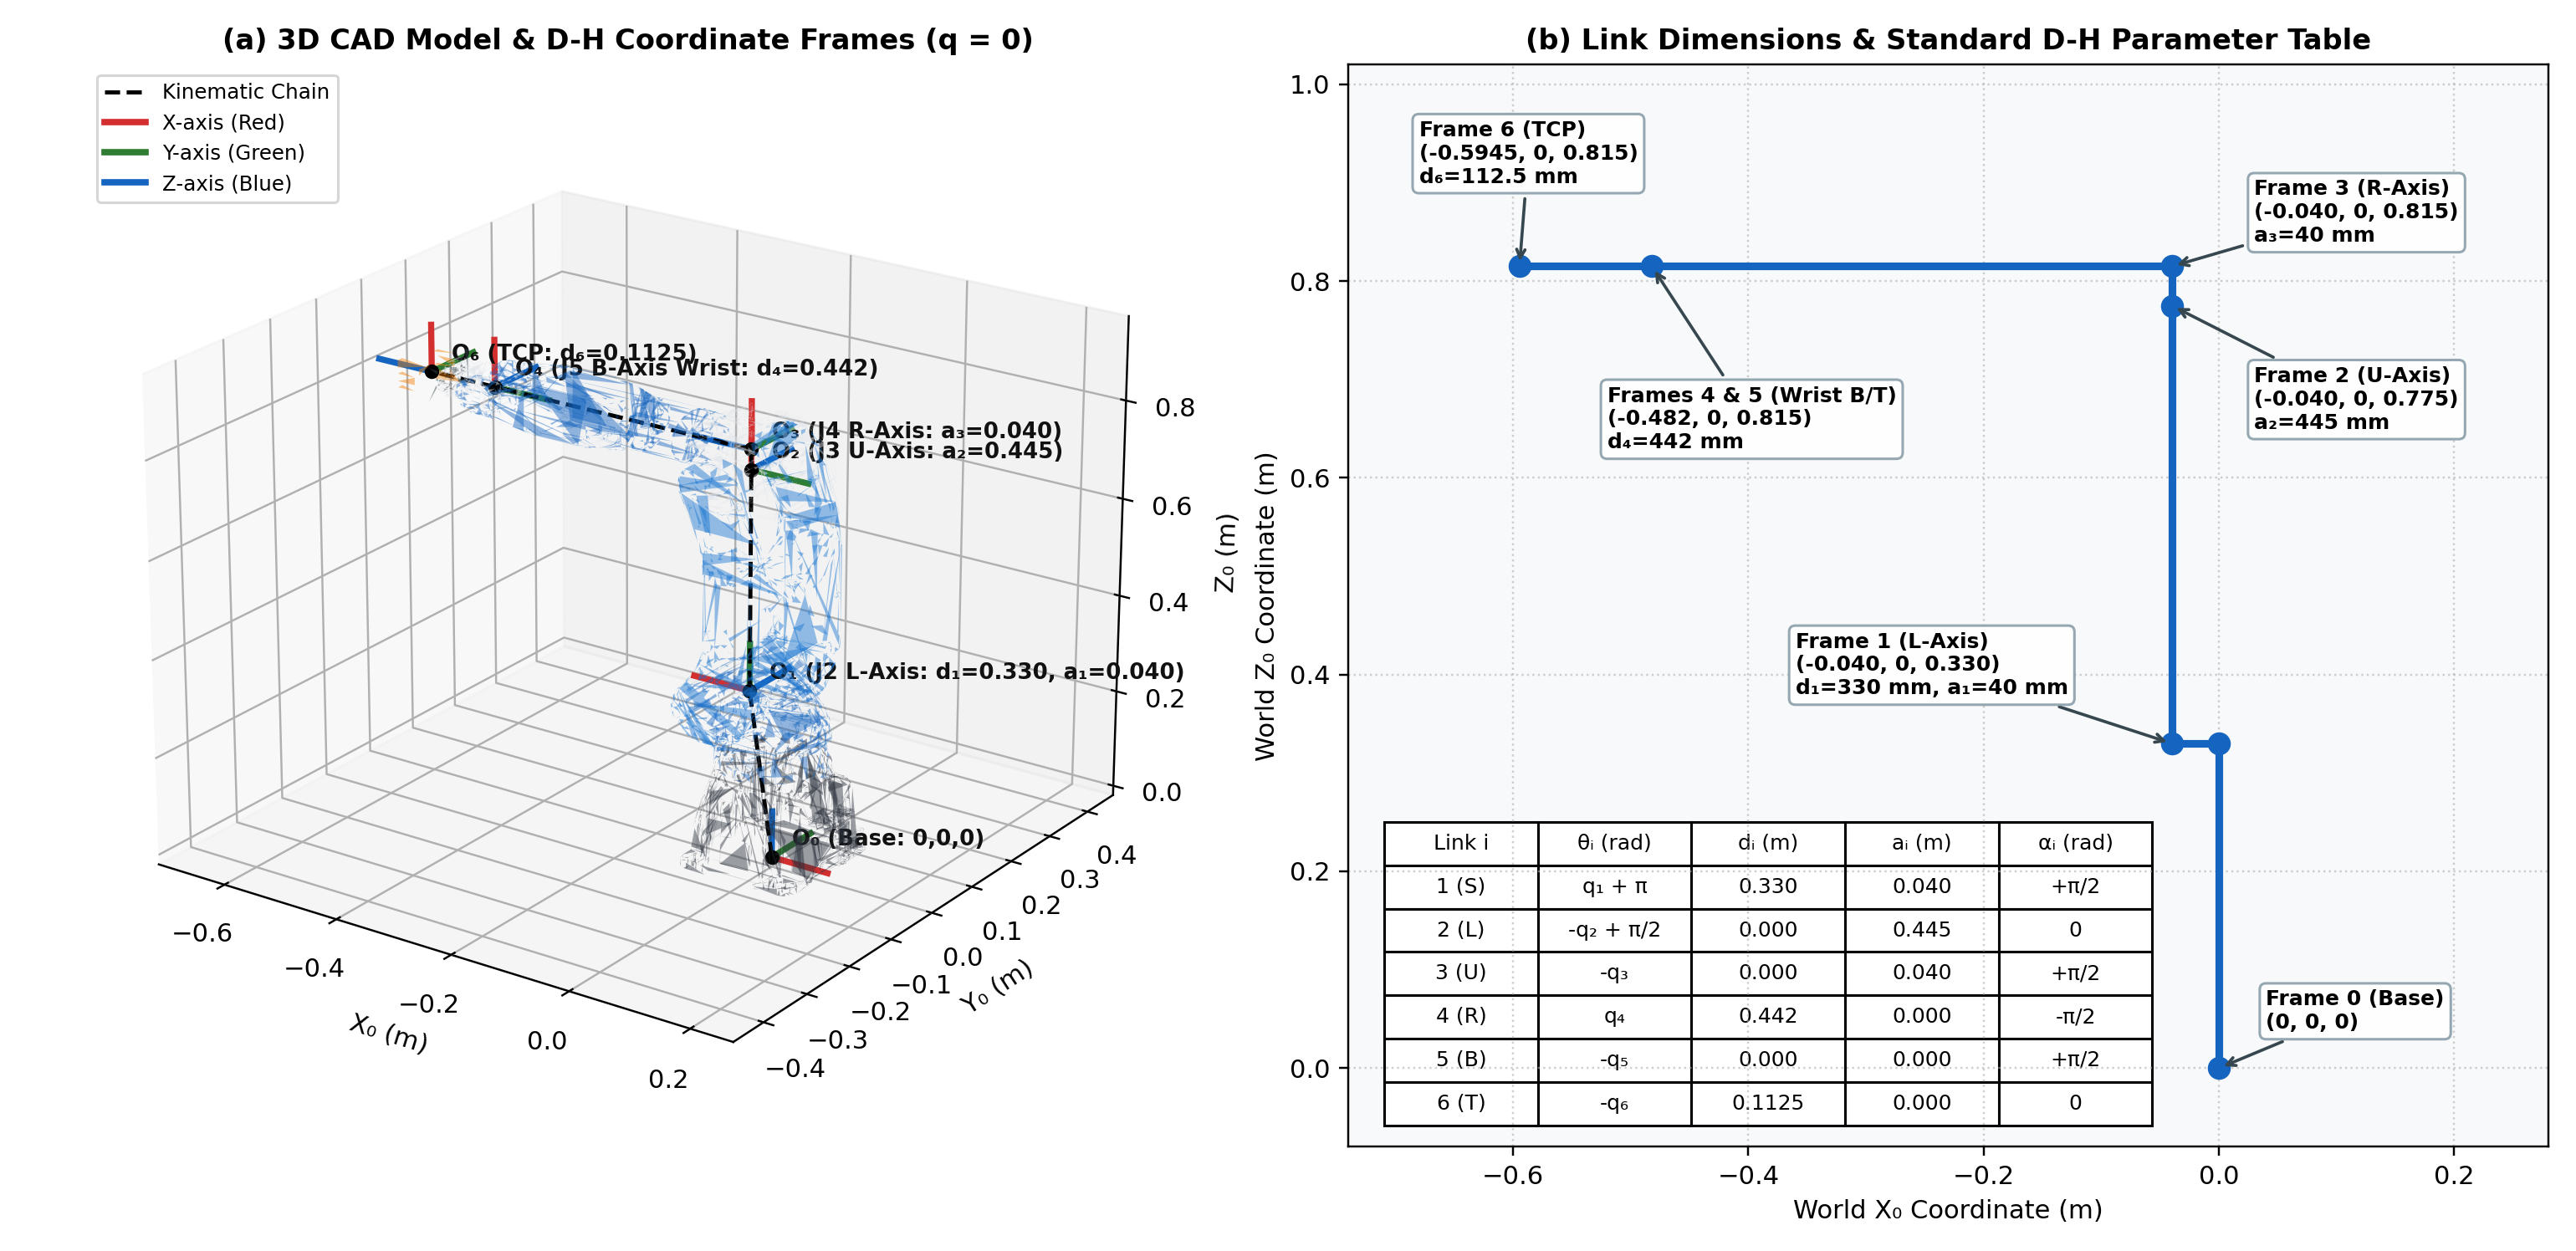 (a) 3D CAD Model & D-H Coordinate Frames (q = 0)
Kinematic Chain
X-axis (Red)
Y-axis (Green)
Z-axis (Blue)
O₆ (TCP: d₆=0.1125)
O₄ (J5 B-Axis Wrist: d₄=0.442)
O₃ (J4 R-Axis: a₃=0.040)
O₂ (J3 U-Axis: a₂=0.445)
O₁ (J2 L-Axis: d₁=0.330, a₁=0.040)
O₀ (Base: 0,0,0)
0.8
0.6
0.4
0.2
0.0
Z₀ (m)
−0.6
−0.4
−0.2
0.0
0.2
X₀ (m)
−0.4
−0.3
−0.2
−0.1
0.0
0.1
0.2
0.3
0.4
Y₀ (m)
(b) Link Dimensions & Standard D-H Parameter Table
1.0
0.8
0.6
0.4
0.2
0.0
World Z₀ Coordinate (m)
Frame 6 (TCP)
(-0.5945, 0, 0.815)
d₆=112.5 mm
Frame 3 (R-Axis)
(-0.040, 0, 0.815)
a₃=40 mm
Frame 2 (U-Axis)
(-0.040, 0, 0.775)
a₂=445 mm
Frames 4 & 5 (Wrist B/T)
(-0.482, 0, 0.815)
d₄=442 mm
Frame 1 (L-Axis)
(-0.040, 0, 0.330)
d₁=330 mm, a₁=40 mm
Frame 0 (Base)
(0, 0, 0)
Link i θᵢ (rad) dᵢ (m) aᵢ (m) αᵢ (rad)
1 (S) q₁ + π 0.330 0.040 +π/2
2 (L) -q₂ + π/2 0.000 0.445 0
3 (U) -q₃ 0.000 0.040 +π/2
4 (R) q₄ 0.442 0.000 -π/2
5 (B) -q₅ 0.000 0.000 +π/2
6 (T) -q₆ 0.1125 0.000 0
−0.6
−0.4
−0.2
0.0
0.2
World X₀ Coordinate (m)